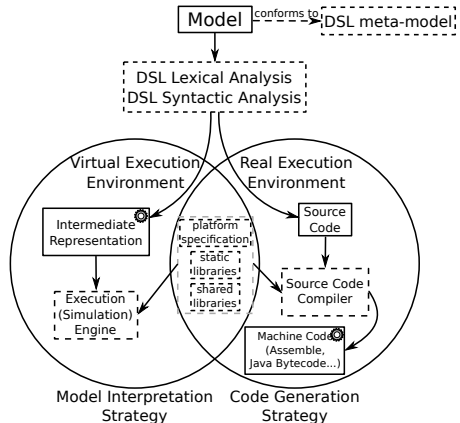 Model
conforms to
DSL meta-model
DSL Lexical Analysis
DSL Syntactic Analysis
Virtual Execution
Environment
Real Execution
Environment
Intermediate
Representation
platform
specification
static
libraries
shared
libraries
Source
Code
Execution
(Simulation)
Engine
Source Code
Compiler
Machine Code
(Assemble,
Java Bytecode...)
Model Interpretation
Strategy
Code Generation
Strategy